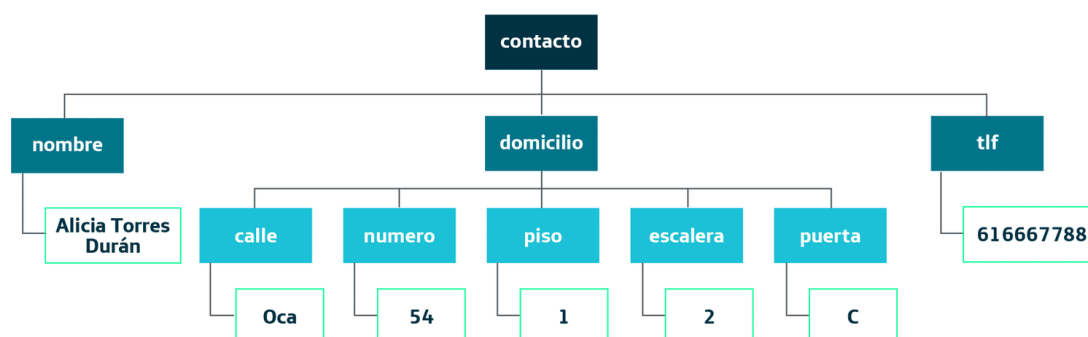 contacto
nombre
domicilio
tlf
Alicia Torres
Durán
calle
numero
piso
escalera
puerta
616667788
Oca
54
1
2
C